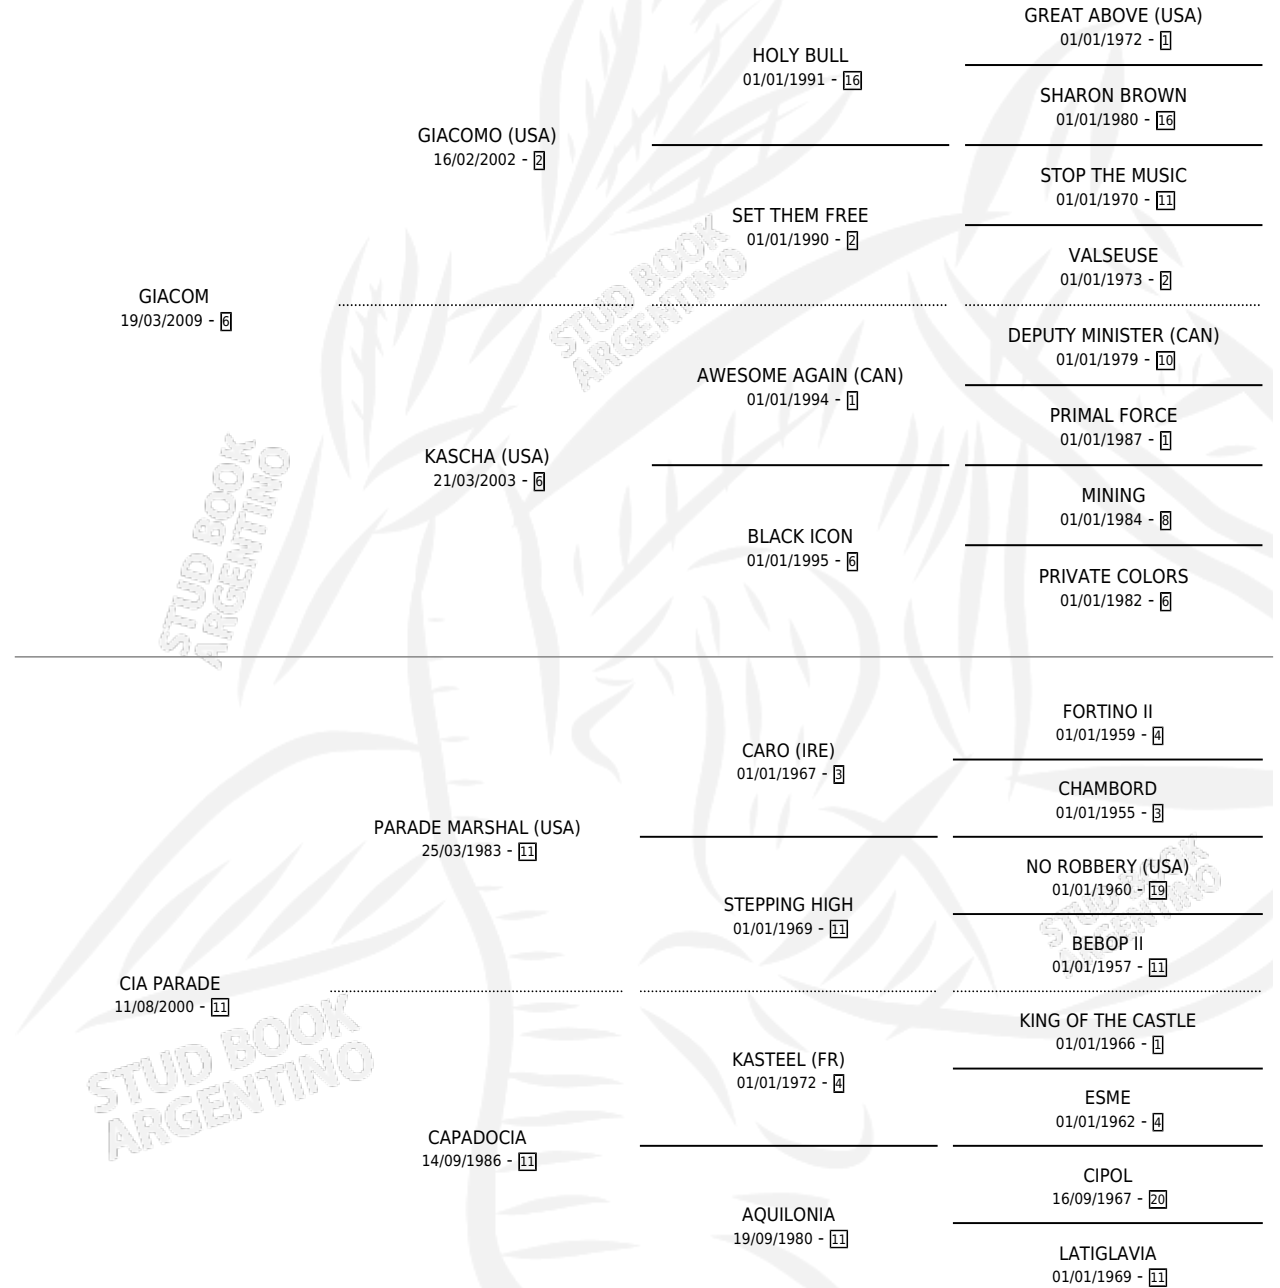 GREAT ABOVE (USA)
01/01/1972 - 1
HOLY BULL
01/01/1991 - 16
SHARON BROWN
01/01/1980 - 16
GIACOMO (USA)
16/02/2002 - 2
STOP THE MUSIC
01/01/1970 - 11
SET THEM FREE
01/01/1990 - 2
VALSEUSE
01/01/1973 - 2
GIACOM
19/03/2009 - 6
STUD BOOK
ARGENTINO
DEPUTY MINISTER (CAN)
01/01/1979 - 10
AWESOME AGAIN (CAN)
01/01/1994 - 1
PRIMAL FORCE
01/01/1987 - 1
KASCHA (USA)
21/03/2003 - 6
STUD BOOK
ARGENTINO
MINING
01/01/1984 - 8
BLACK ICON
01/01/1995 - 6
PRIVATE COLORS
01/01/1982 - 6
FORTINO II
01/01/1959 - 4
CARO (IRE)
01/01/1967 - 3
CHAMBORD
01/01/1955 - 3
PARADE MARSHAL (USA)
25/03/1983 - 11
NO ROBBERY (USA)
01/01/1960 - 19
STUD BOOK
ARGENTINO
STEPPING HIGH
01/01/1969 - 11
BEBOP II
01/01/1957 - 11
CIA PARADE
11/08/2000 - 11
STUD BOOK
ARGENTINO
KING OF THE CASTLE
01/01/1966 - 1
KASTEEL (FR)
01/01/1972 - 4
ESME
01/01/1962 - 4
CAPADOCIA
14/09/1986 - 11
CIPOL
16/09/1967 - 20
AQUILONIA
19/09/1980 - 11
LATIGLAVIA
01/01/1969 - 11